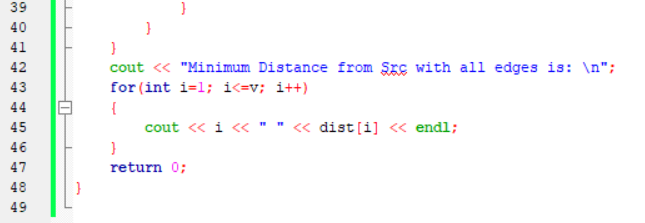 39 }
40 }
41 }
42 cout << "Minimum Distance from Src with all edges is: \n";
43 for(int i=1; i<=v; i++)
44 {
45 cout << i << " " << dist[i] << endl;
46 }
47 return 0;
48 }
49